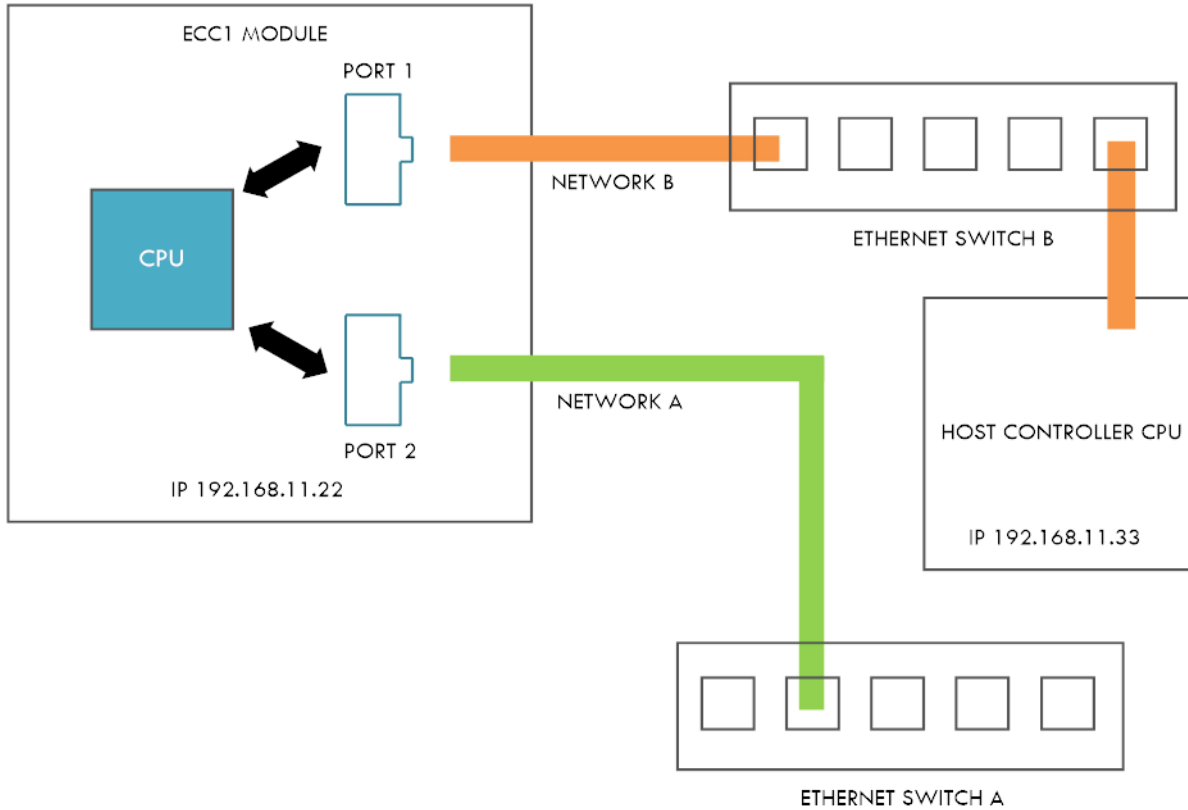 ECC1 MODULE
PORT 1
CPU
PORT 2
IP 192.168.11.22
NETWORK B
NETWORK A
ETHERNET SWITCH B
HOST CONTROLLER CPU
IP 192.168.11.33
ETHERNET SWITCH A